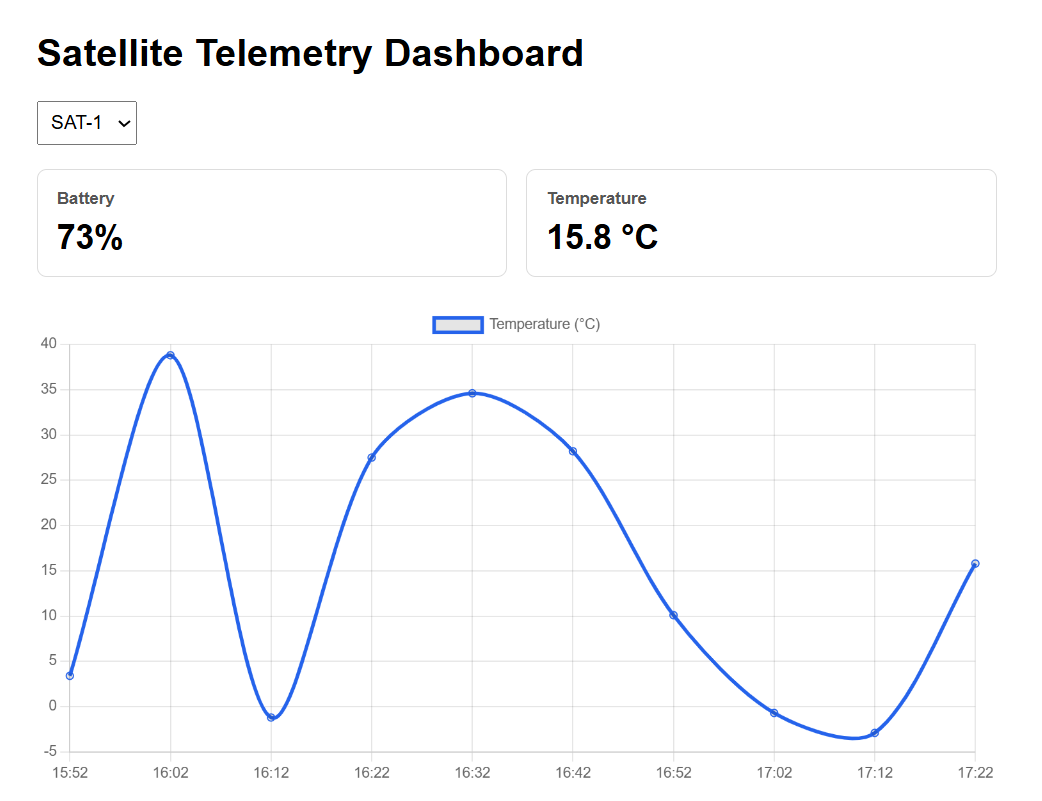 Satellite Telemetry Dashboard
SAT-1
Battery
73%
Temperature
15.8 °C
Temperature (°C)
40
35
30
25
20
15
10
5
0
-5
15:52 16:02 16:12 16:22 16:32 16:42 16:52 17:02 17:12 17:22